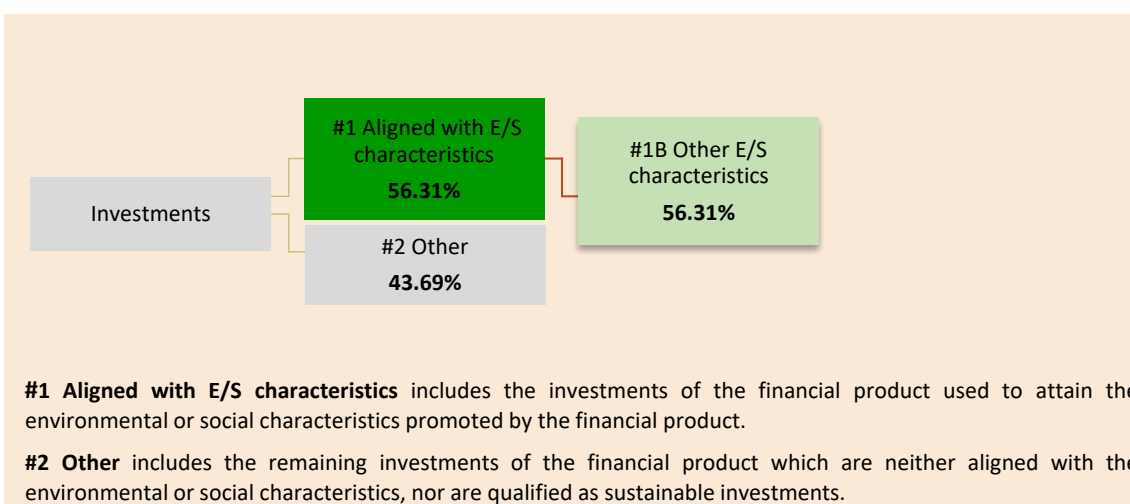 Investments
#1 Aligned with E/S
characteristics
56.31%
#2 Other
43.69%
#1B Other E/S
characteristics
56.31%
#1 Aligned with E/S characteristics includes the investments of the financial product used to attain the
environmental or social characteristics promoted by the financial product.
#2 Other includes the remaining investments of the financial product which are neither aligned with the
environmental or social characteristics, nor are qualified as sustainable investments.